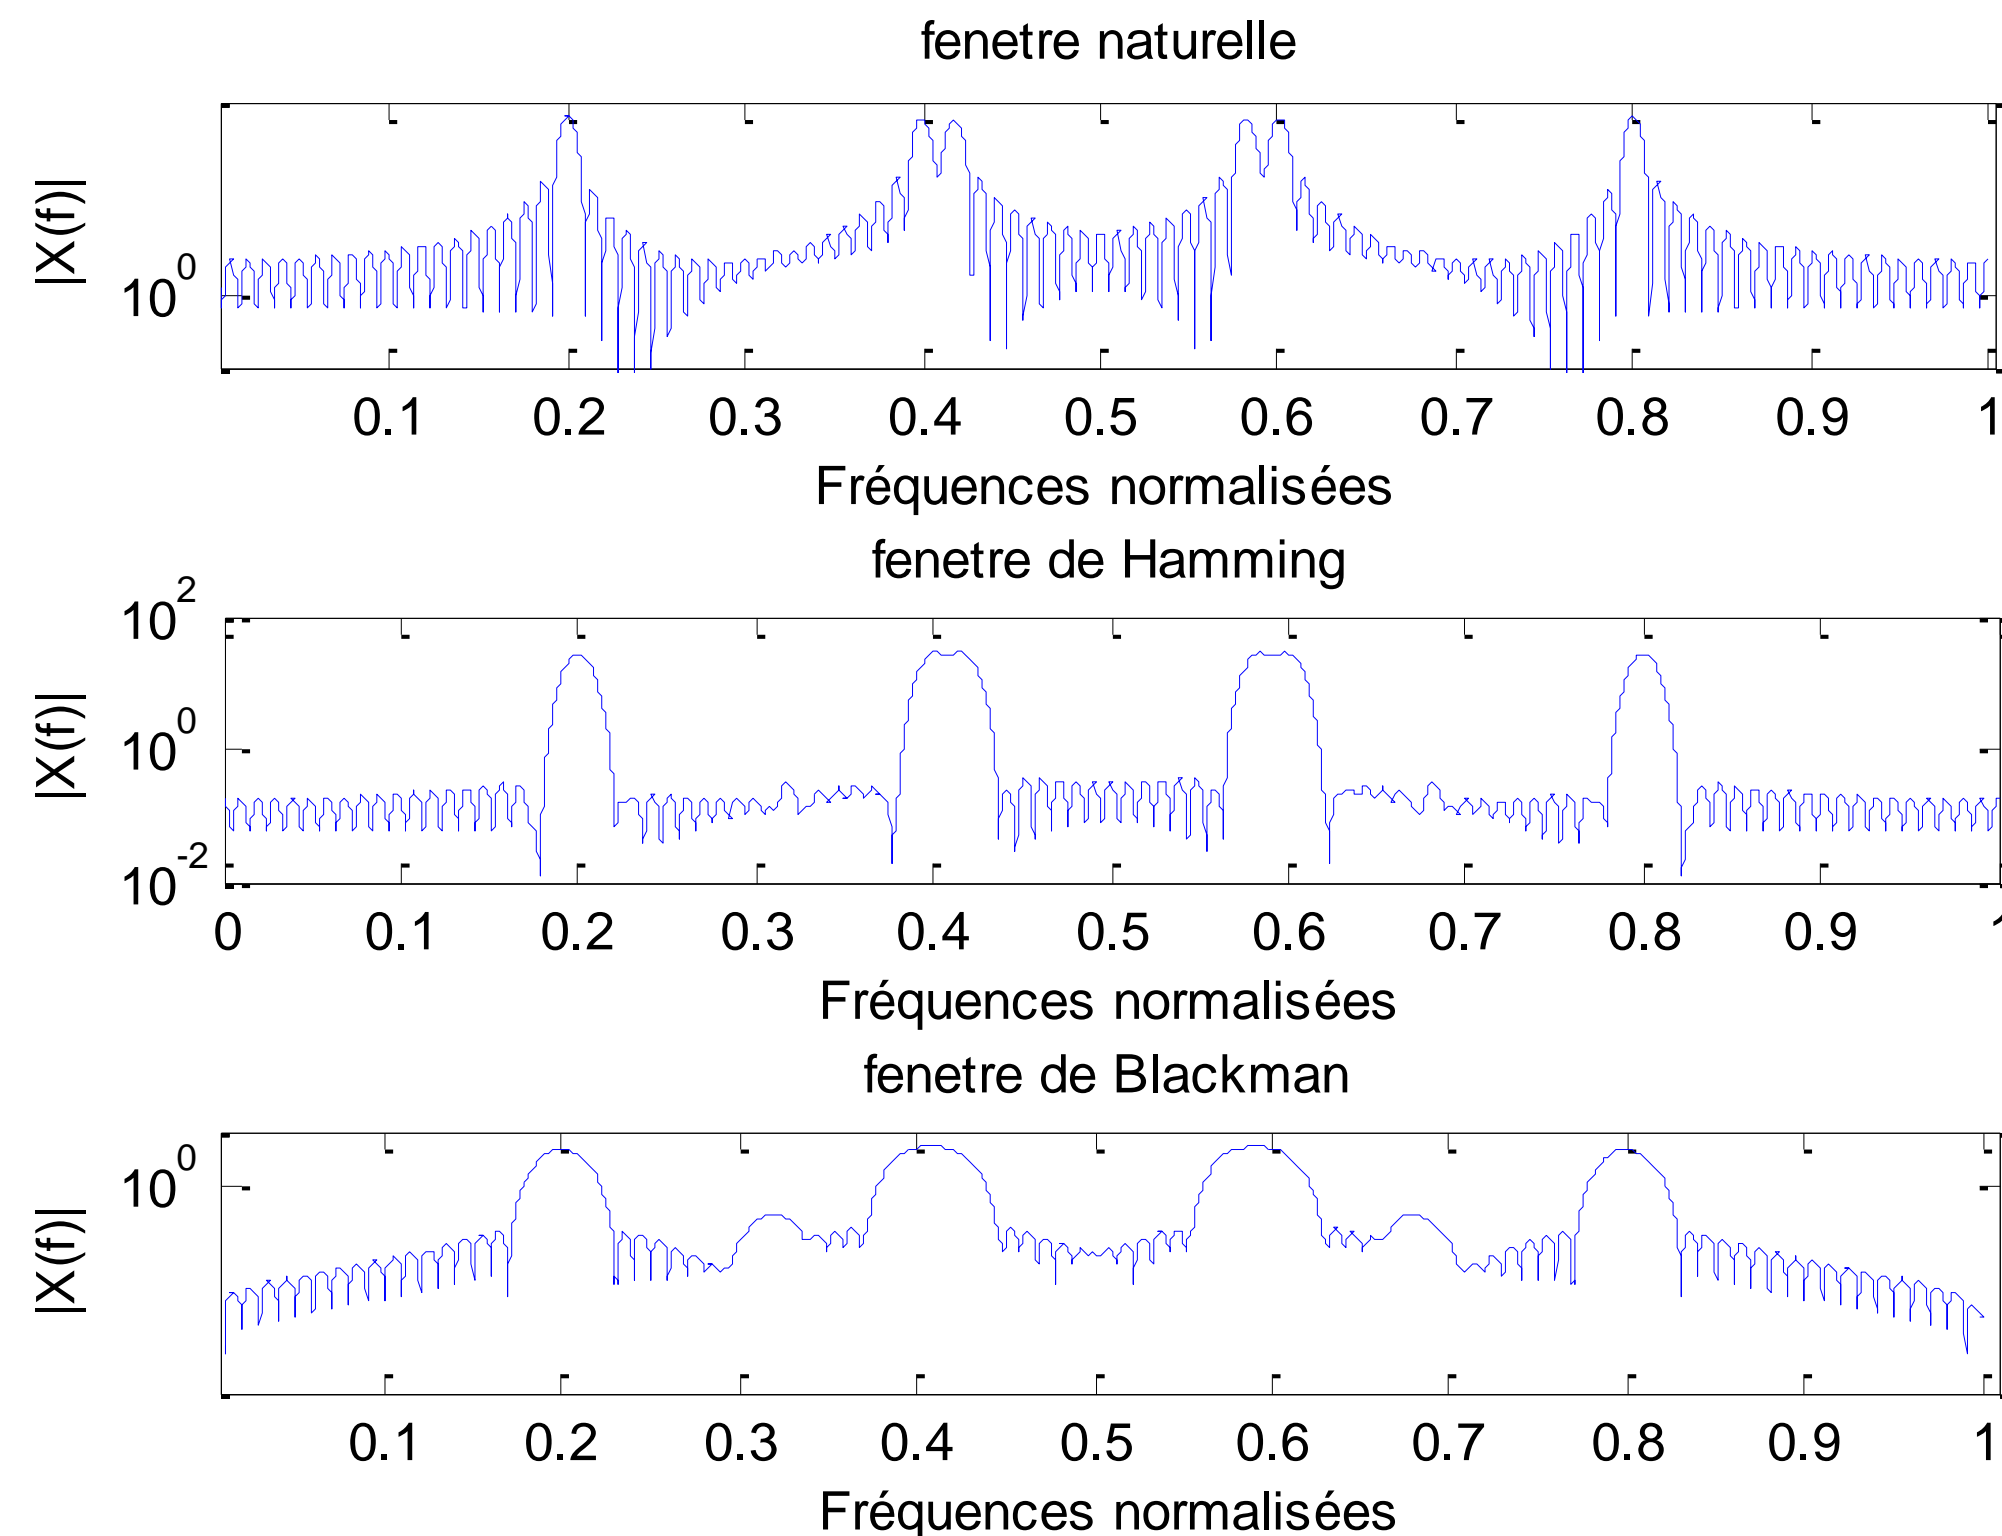 fenetre naturelle
|X(f)|
10^0
0.1 0.2 0.3 0.4 0.5 0.6 0.7 0.8 0.9 1
Fréquences normalisées
fenetre de Hamming
|X(f)|
10^2
10^0
10^-2
0 0.1 0.2 0.3 0.4 0.5 0.6 0.7 0.8 0.9 1
Fréquences normalisées
fenetre de Blackman
|X(f)|
10^0
0.1 0.2 0.3 0.4 0.5 0.6 0.7 0.8 0.9 1
Fréquences normalisées